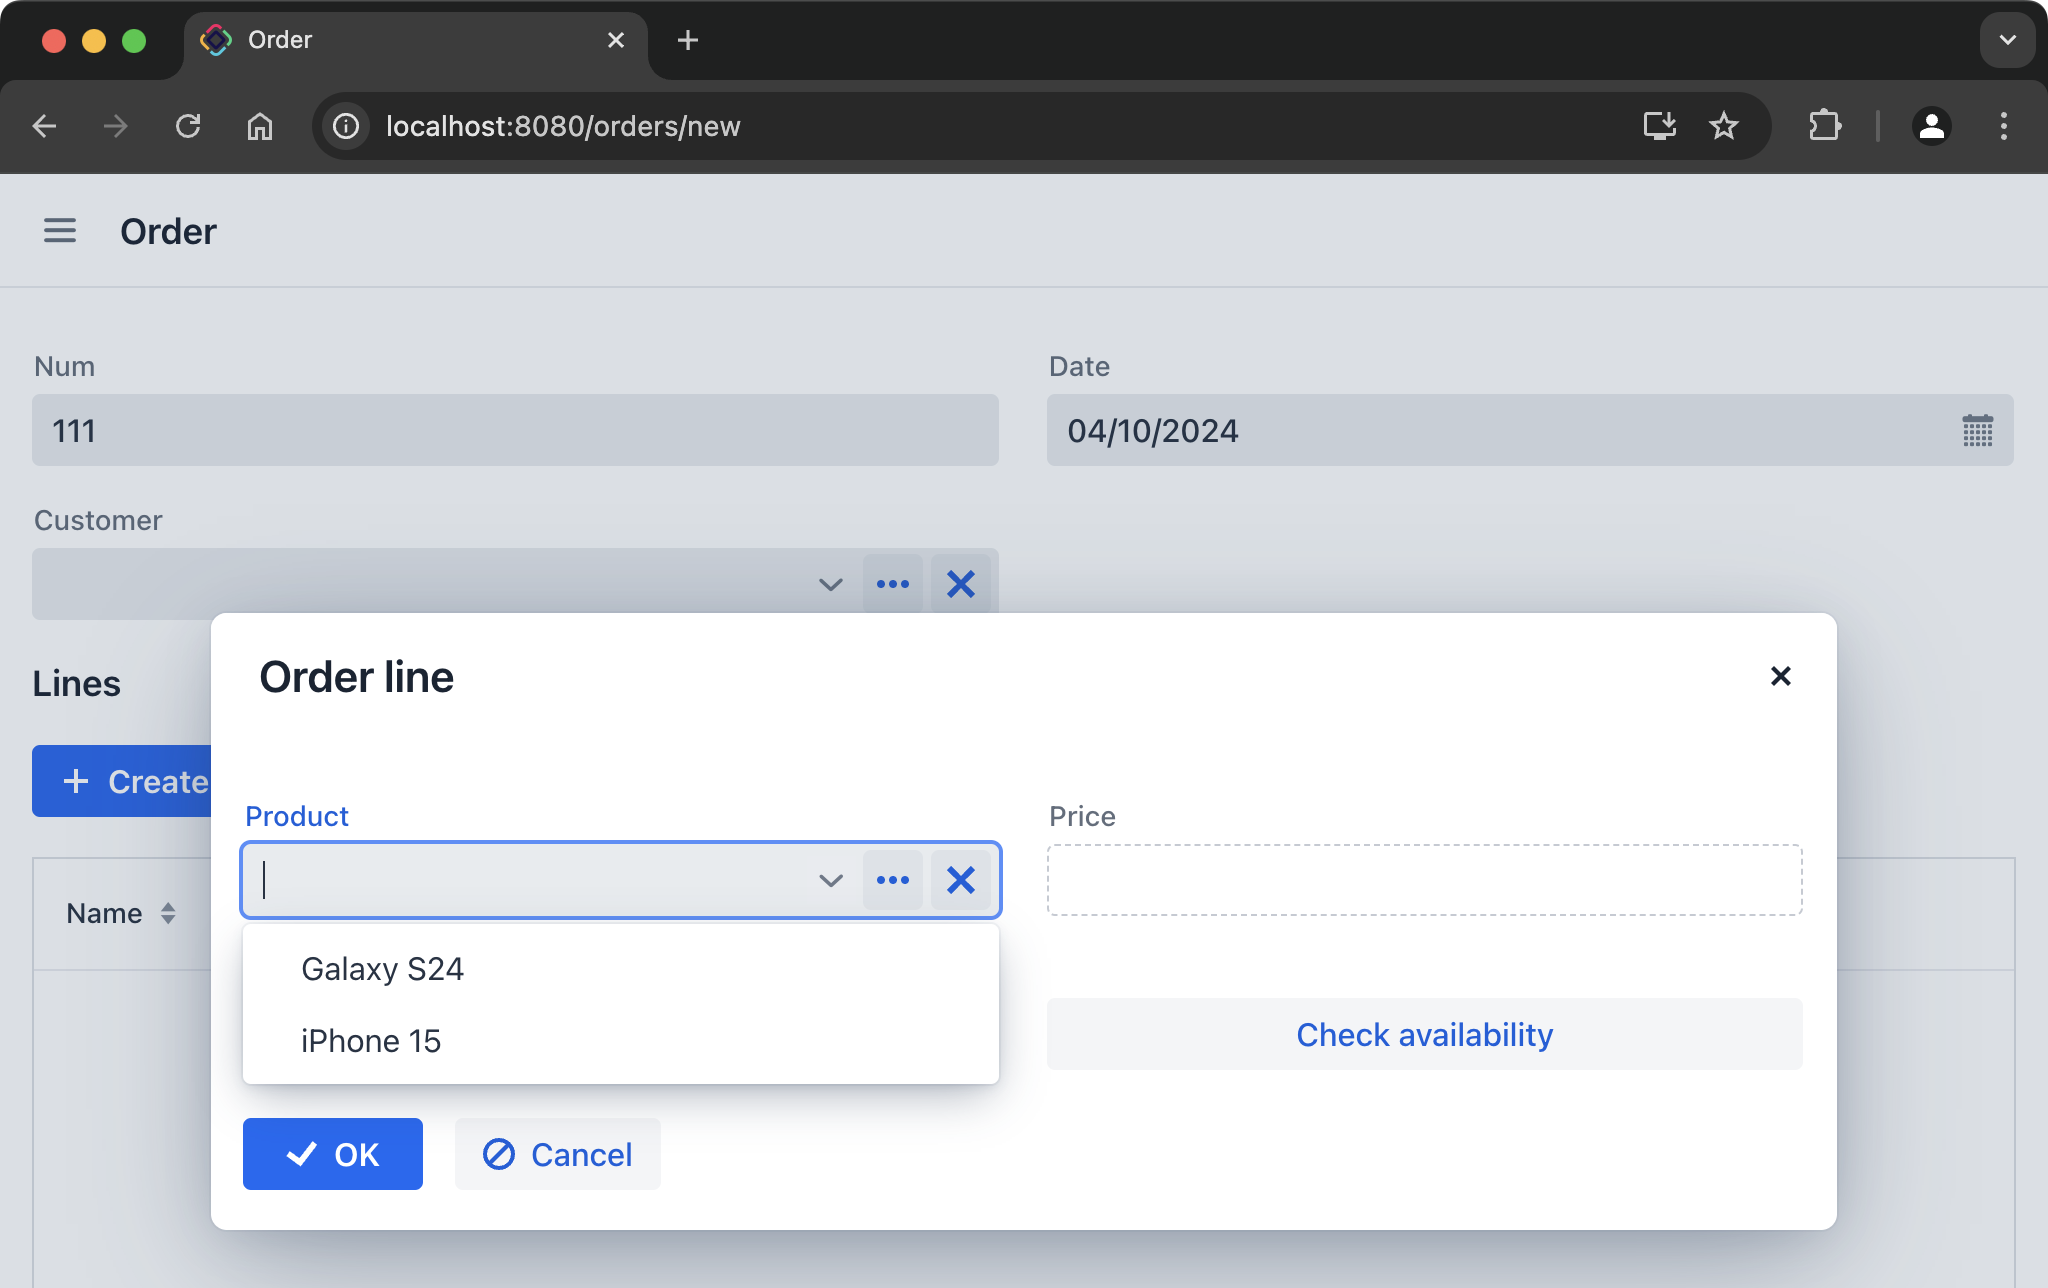 Order
localhost:8080/orders/new
Order
Num
Date
111
04/10/2024
Customer
Lines
Create
Name
Order line
Product
Price
Galaxy S24
iPhone 15
Check availability
OK
Cancel